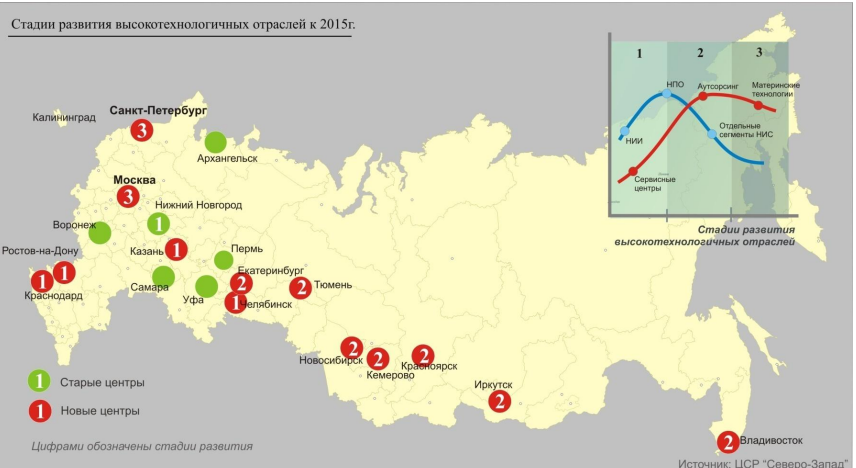 Стадии развития высокотехнологичных отраслей к 2015г.
1
2
3
НПО
Аутсорсинг
Материнские
технологии
НИИ
Отдельные
сегменты НИС
Сервисные
центры
Стадии развития
высокотехнологичных отраслей
Калининград
Санкт-Петербург
3
Архангельск
Москва
3
Нижний Новгород
1
Воронеж
Ростов-на-Дону
Казань
1
Пермь
1
1
Краснодард
Самара
Уфа
Екатеринбург
2
Тюмень
2
1
Челябинск
Новосибирск
2
Кемерово
2
Красноярск
2
Иркутск
2
Владивосток
2
1 Старые центры
1 Новые центры
Цифрами обозначены стадии развития
Источник: ЦСР "Северо-Запад"